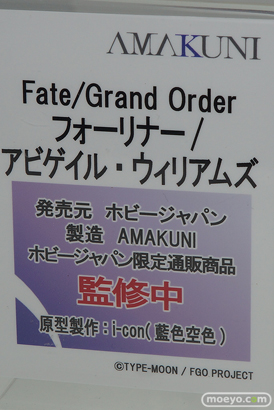 AMAKUNI
Fate/Grand Order
フォーリナー/
アビゲイル・ウィリアムズ
発売元 ホビージャパン
製造 AMAKUNI
ホビージャパン限定通販商品
監修中
原型製作：i-con(藍色空色)
©TYPE-MOON / FGO PROJECT
moeyo.com